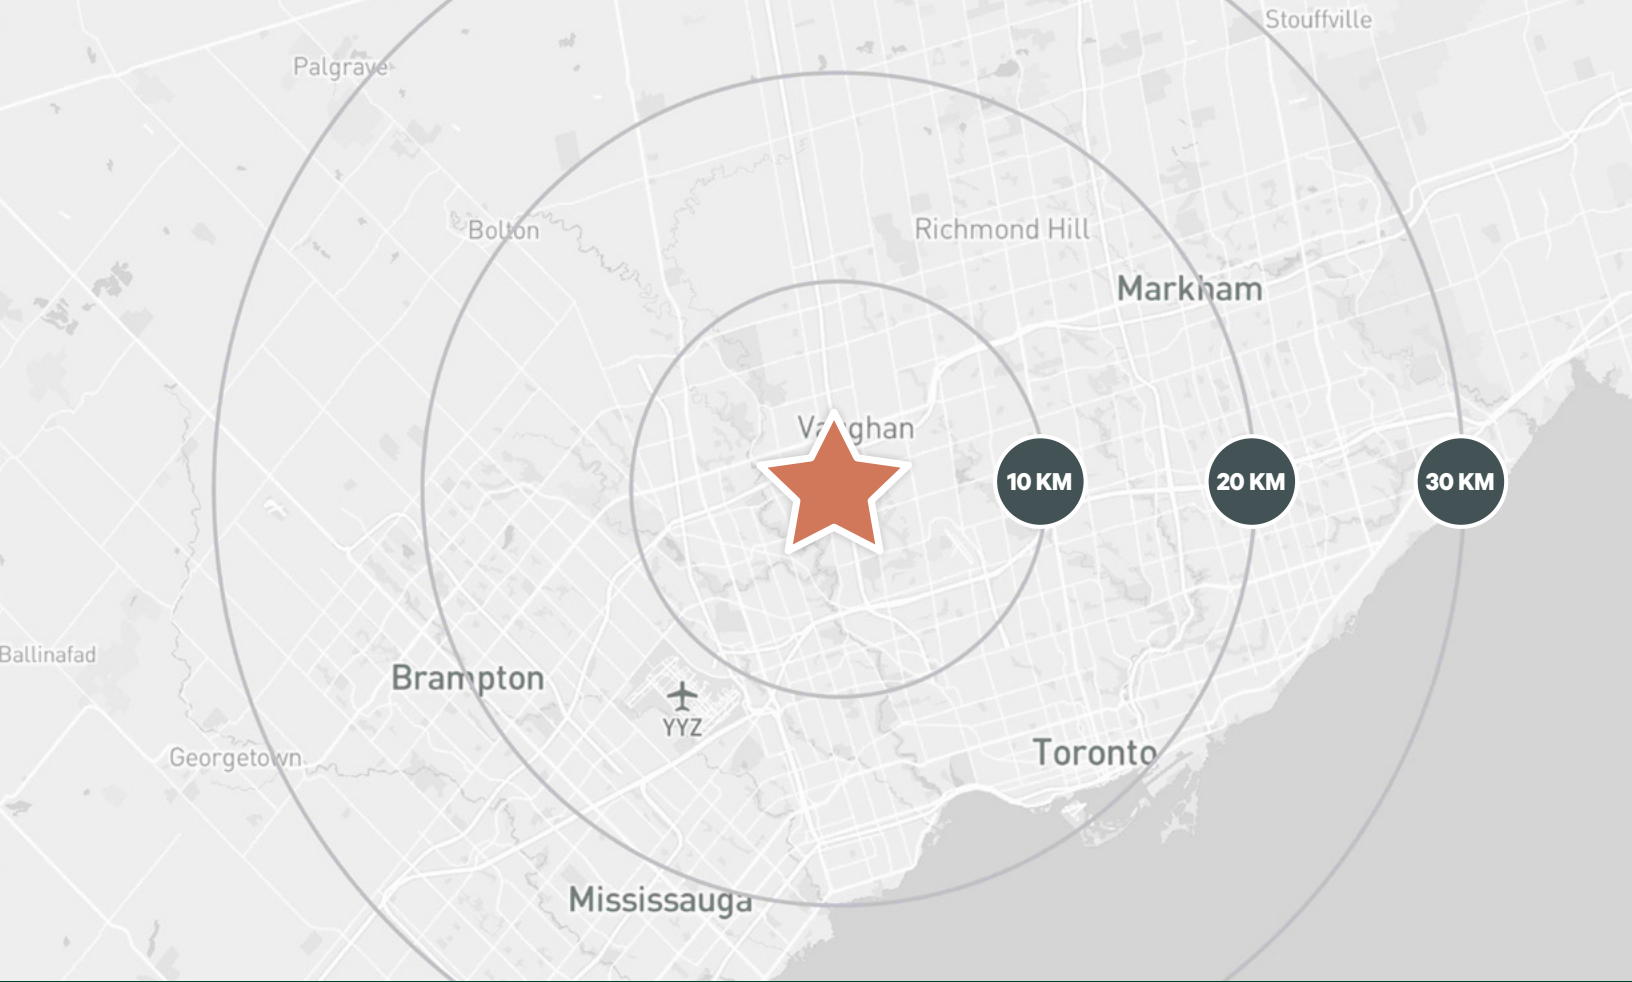 Stouffville
Palgrave
Bolton
Richmond Hill
Markham
Vaughan
10 KM
20 KM
30 KM
Ballinafad
Brampton
YYZ
Georgetown
Toronto
Mississauga